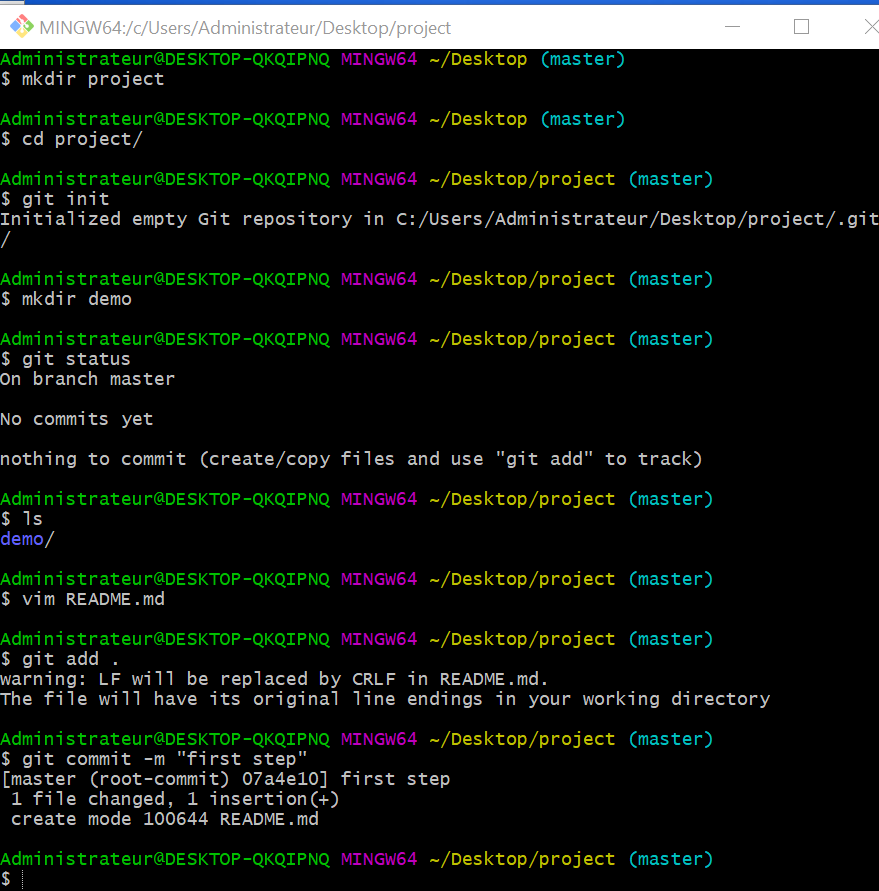 MINGW64:/c/Users/Administrateur/Desktop/project
Administrateur@DESKTOP-QKQIPNQ MINGW64 ~/Desktop (master)
$ mkdir project
Administrateur@DESKTOP-QKQIPNQ MINGW64 ~/Desktop (master)
$ cd project/
Administrateur@DESKTOP-QKQIPNQ MINGW64 ~/Desktop/project (master)
$ git init
Initialized empty Git repository in C:/Users/Administrateur/Desktop/project/.git
/
Administrateur@DESKTOP-QKQIPNQ MINGW64 ~/Desktop/project (master)
$ mkdir demo
Administrateur@DESKTOP-QKQIPNQ MINGW64 ~/Desktop/project (master)
$ git status
On branch master
No commits yet
nothing to commit (create/copy files and use "git add" to track)
Administrateur@DESKTOP-QKQIPNQ MINGW64 ~/Desktop/project (master)
$ ls
demo/
Administrateur@DESKTOP-QKQIPNQ MINGW64 ~/Desktop/project (master)
$ vim README.md
Administrateur@DESKTOP-QKQIPNQ MINGW64 ~/Desktop/project (master)
$ git add .
warning: LF will be replaced by CRLF in README.md.
The file will have its original line endings in your working directory
Administrateur@DESKTOP-QKQIPNQ MINGW64 ~/Desktop/project (master)
$ git commit -m "first step"
[master (root-commit) 07a4e10] first step
 1 file changed, 1 insertion(+)
 create mode 100644 README.md
Administrateur@DESKTOP-QKQIPNQ MINGW64 ~/Desktop/project (master)
$